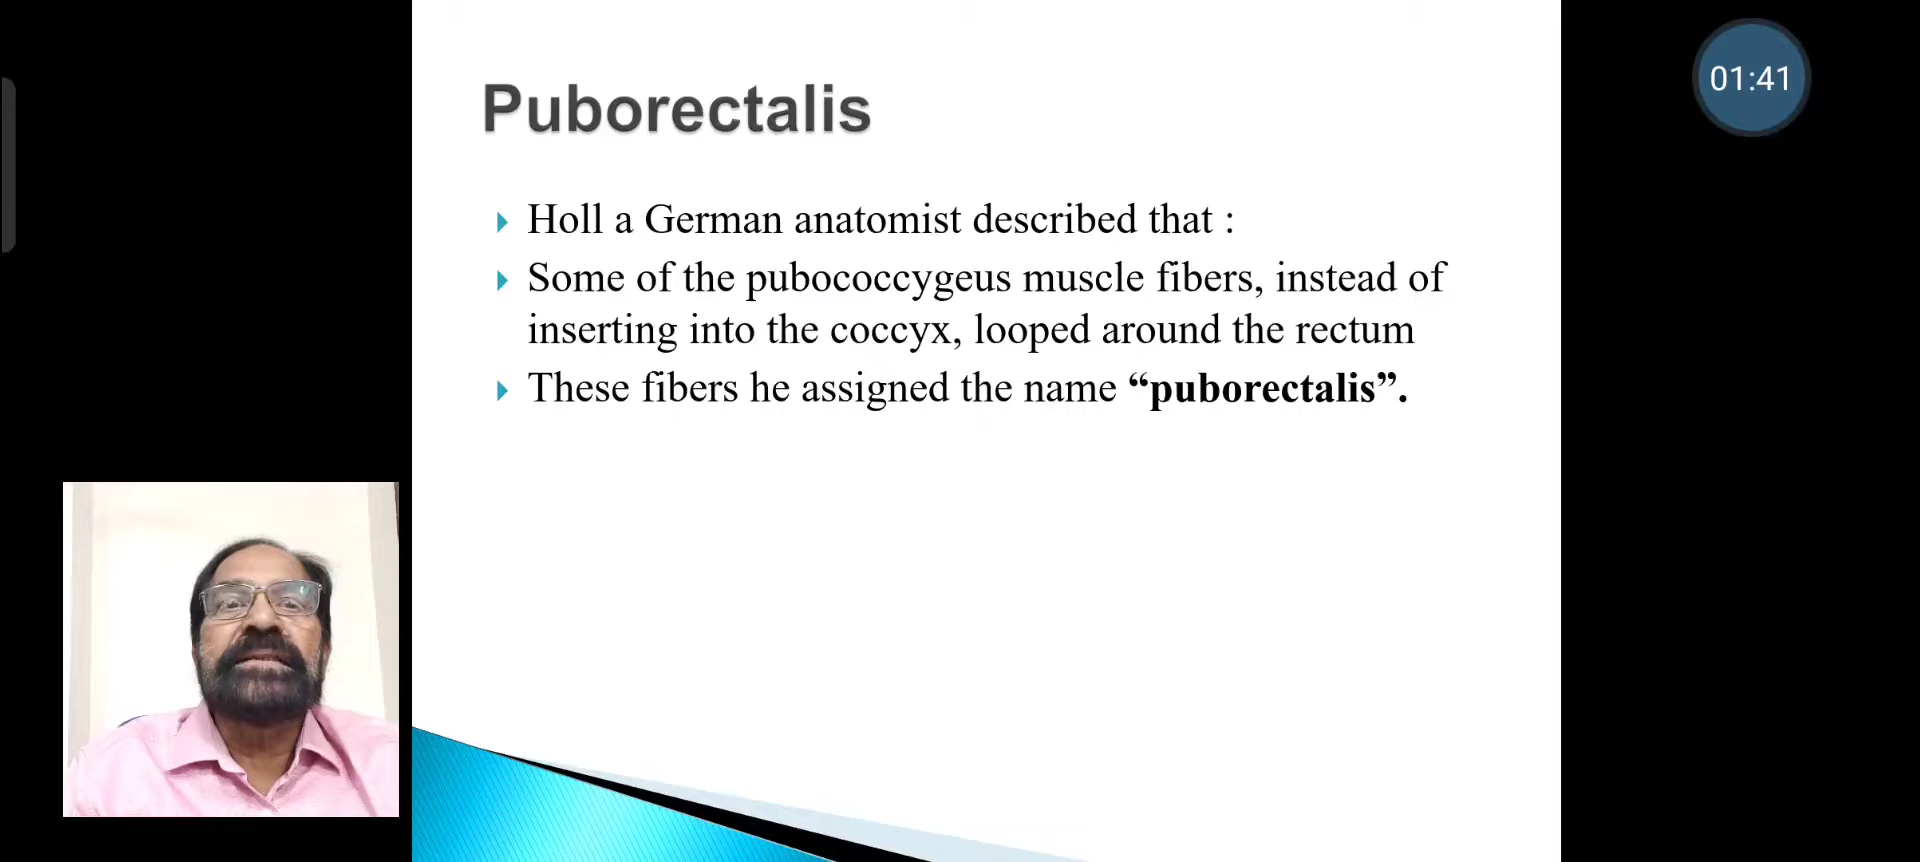 Puborectalis
01:41
Holl a German anatomist described that :
Some of the pubococcygeus muscle fibers, instead of
inserting into the coccyx, looped around the rectum
These fibers he assigned the name “puborectalis”.